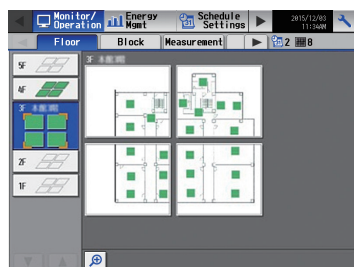 Monitor/
Operation
Energy
Mgmt
Schedule
Settings
2015/12/03
11:34AM
Floor
Block
Measurement
2
8
5F
4F
3F
3F
2F
1F